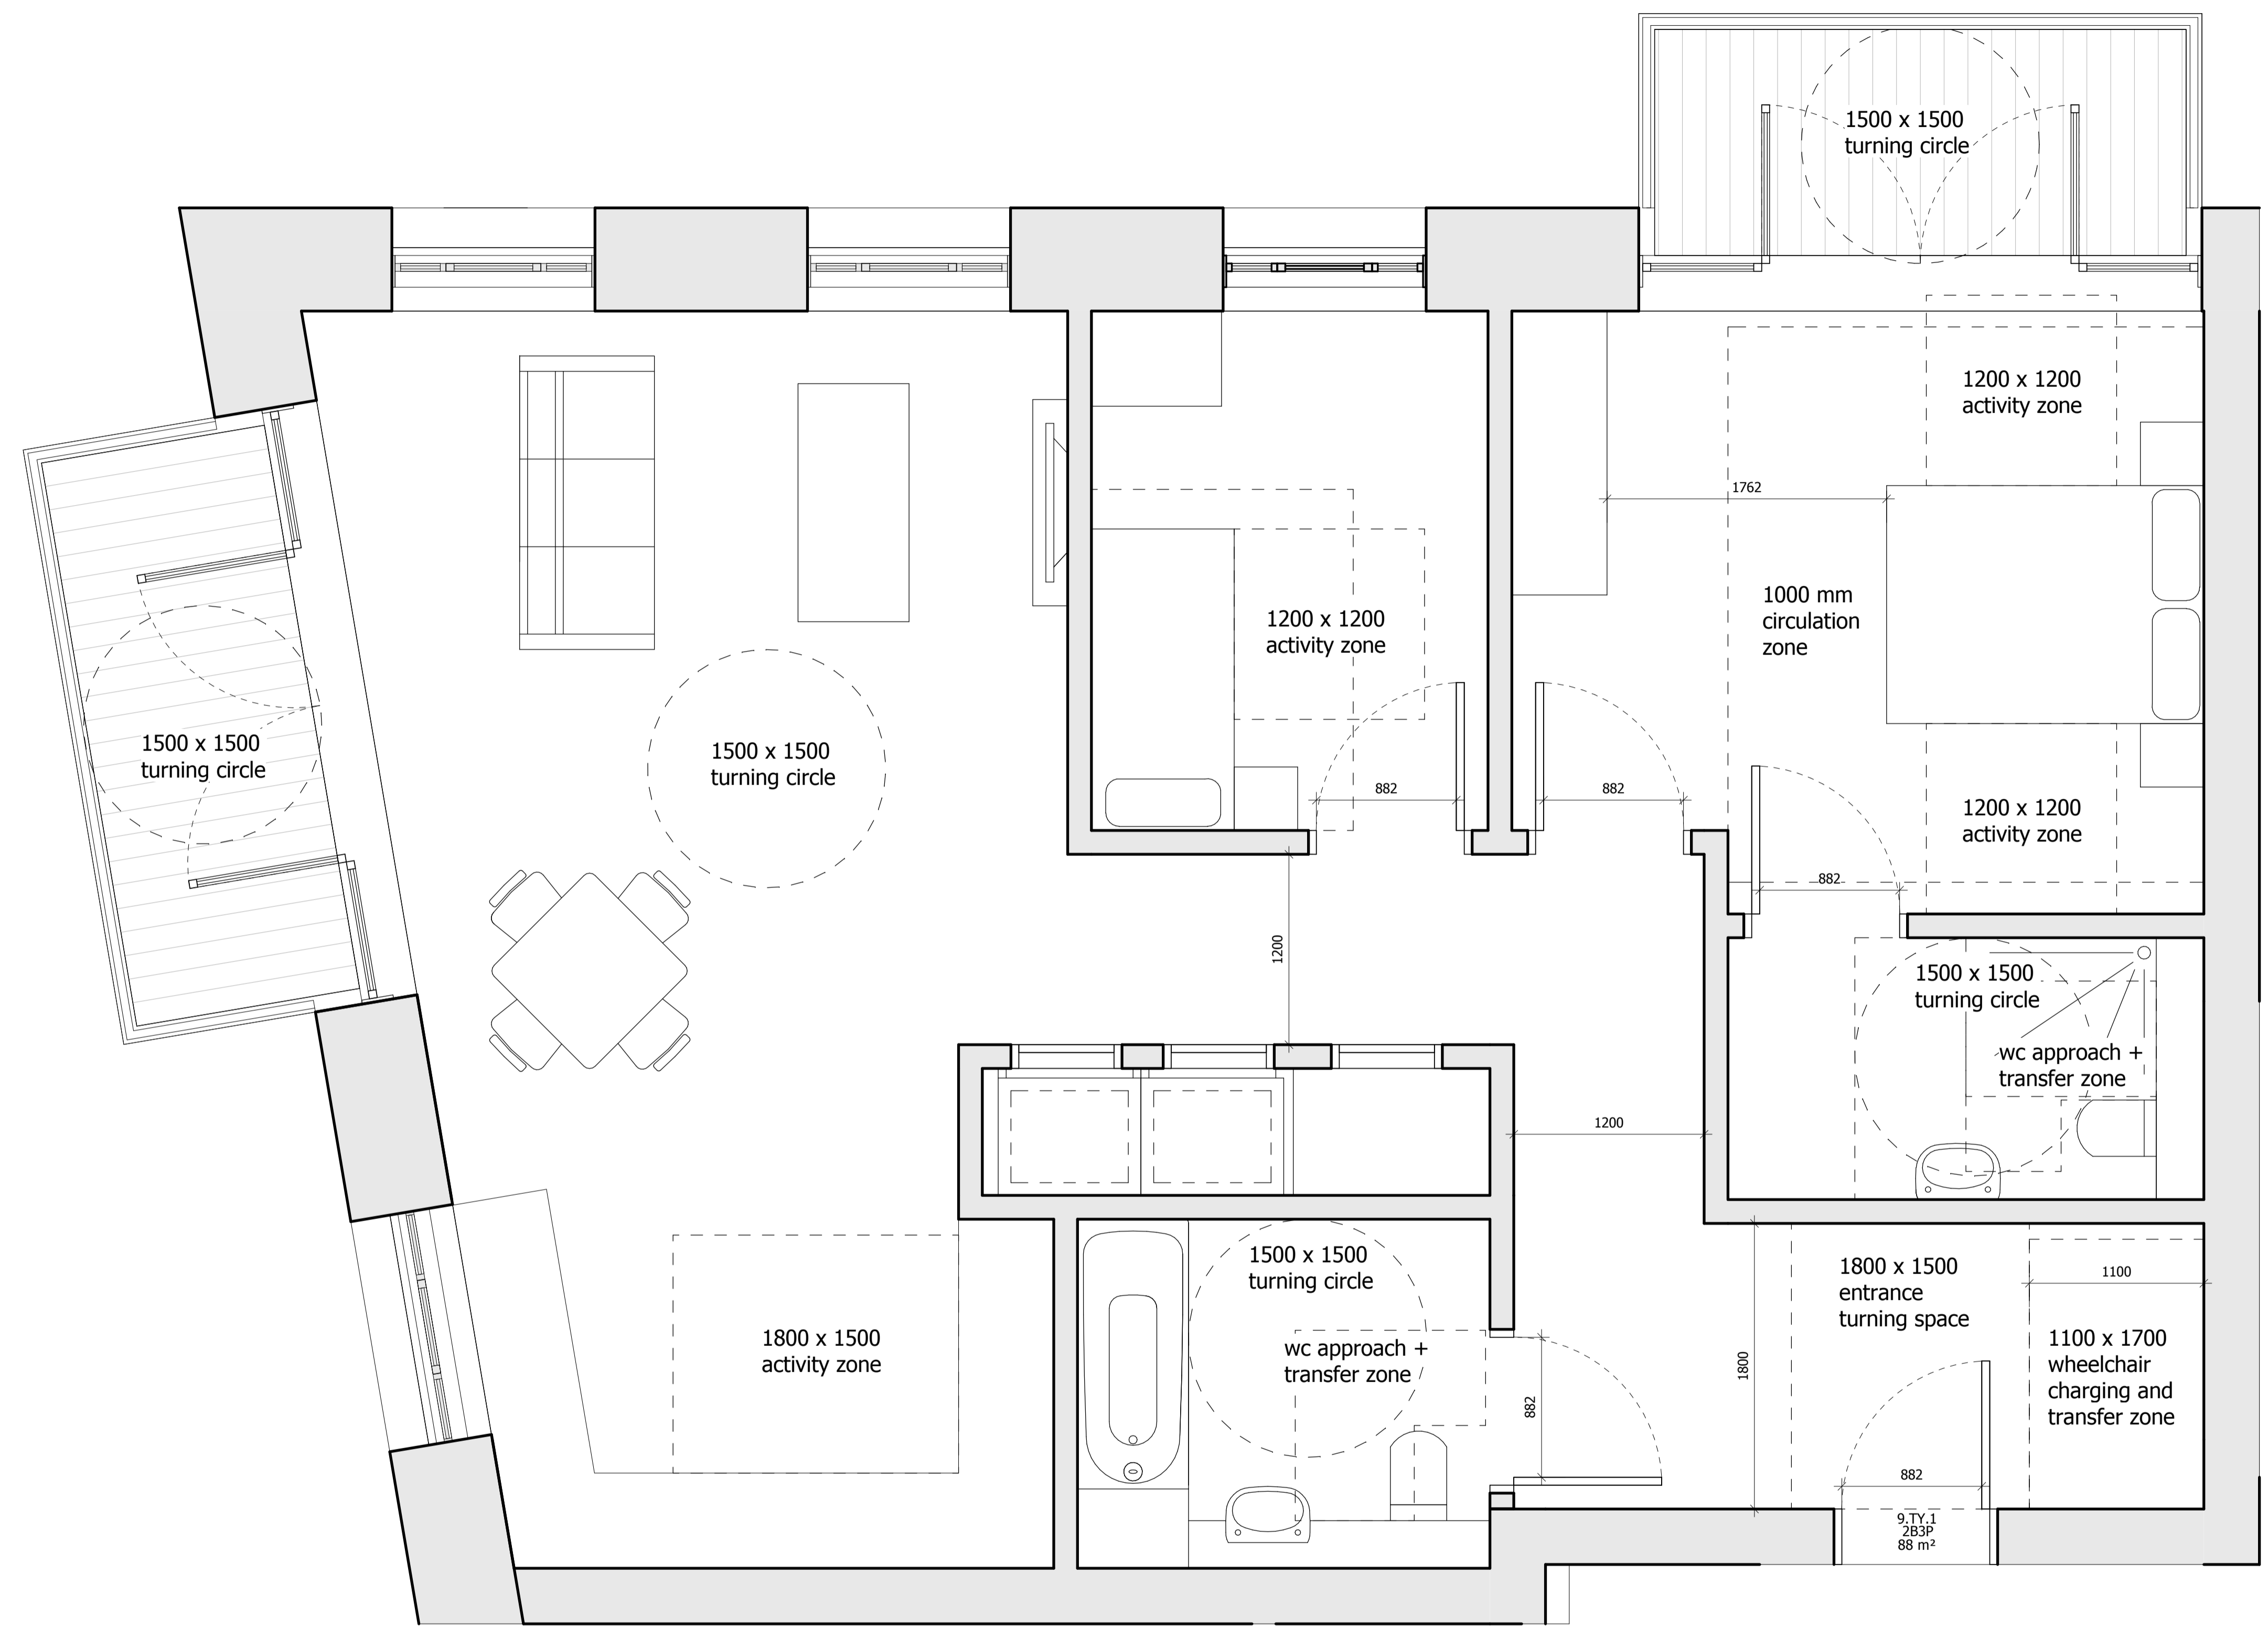 1500 x 1500
turning circle
1200 x 1200
activity zone
1762
1000 mm
circulation
zone
1200 x 1200
activity zone
1500 x 1500
turning circle
1500 x 1500
turning circle
882
882
1200 x 1200
activity zone
882
1200
1500 x 1500
turning circle
wc approach +
transfer zone
1200
1500 x 1500
turning circle
1800 x 1500
entrance
turning space
1100
1800 x 1500
activity zone
wc approach +
transfer zone
1800
1100 x 1700
wheelchair
charging and
transfer zone
882
882
9.TY.1
2B3P
88 m²